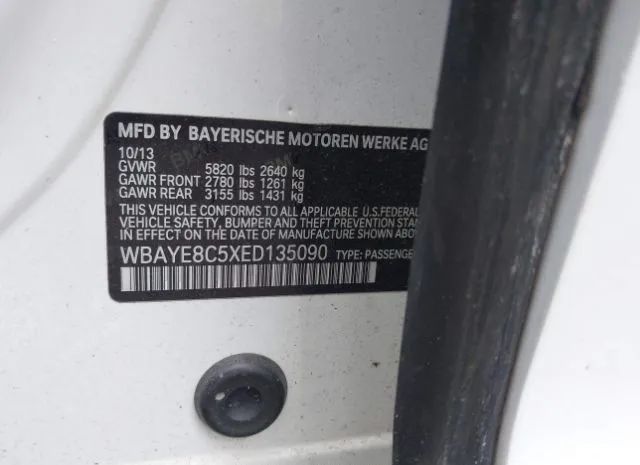 MFD BY BAYERISCHE MOTOREN WERKE AG
10/13
GVWR 5820 lbs 2640 kg
GAWR FRONT 2780 lbs 1261 kg
GAWR REAR 3155 lbs 1431 kg
THIS VEHICLE CONFORMS TO ALL APPLICABLE U.S.FEDERAL
VEHICLE SAFETY, BUMPER AND THEFT PREVENTION STAN
IN EFFECT ON THE DATE OF MANUFACTURE SHOWN ABOVE.
WBAYE8C5XED135090 TYPE: PASSENGE